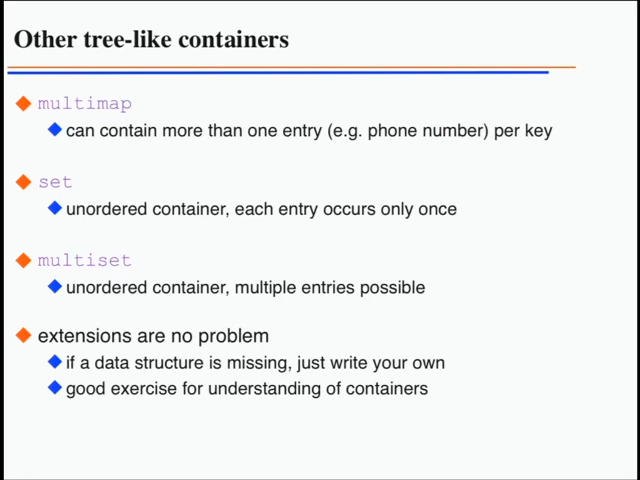 Other tree-like containers
multimap
can contain more than one entry (e.g. phone number) per key
set
unordered container, each entry occurs only once
multiset
unordered container, multiple entries possible
extensions are no problem
if a data structure is missing, just write your own
good exercise for understanding of containers